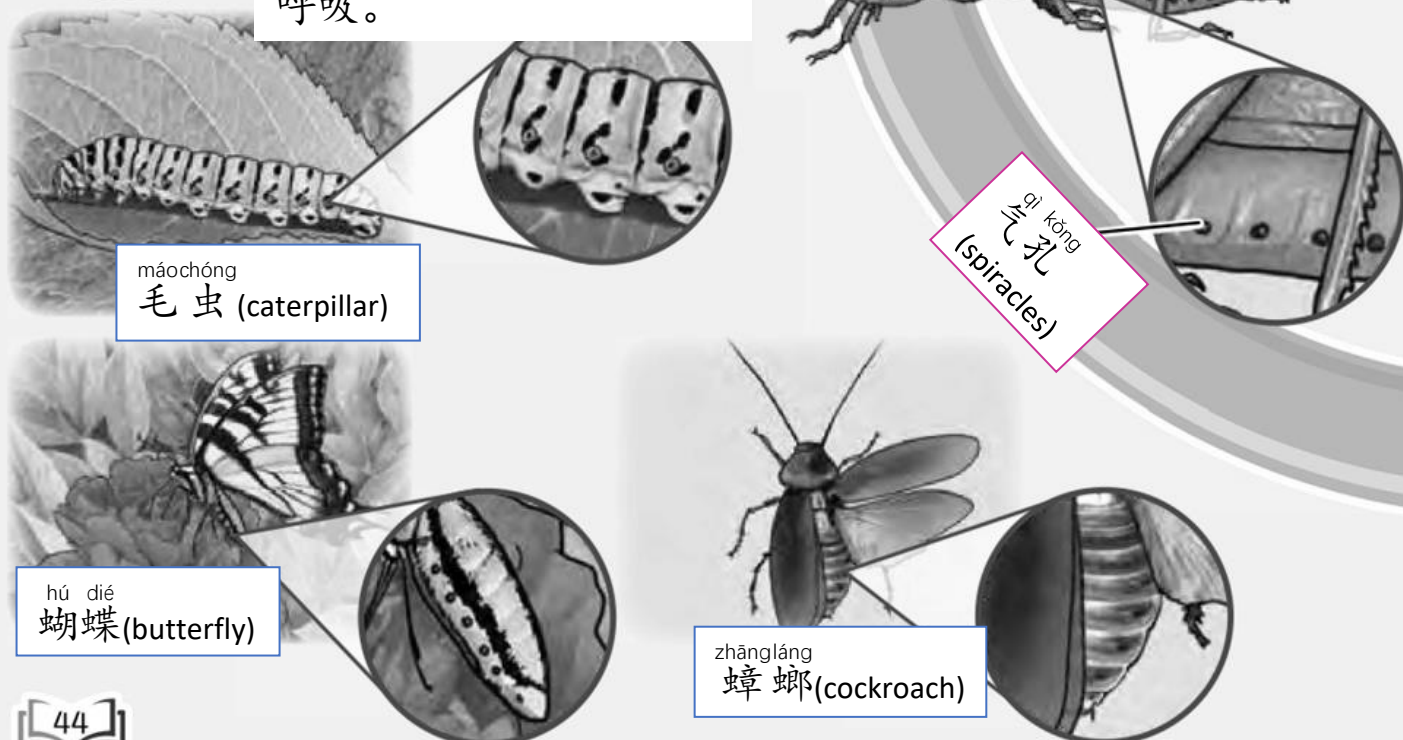 呼吸。
qì kǒng
气孔
(spiracles)
máochóng
毛虫 (caterpillar)
hú dié
蝴蝶(butterfly)
zhāngláng
蟑螂(cockroach)
44